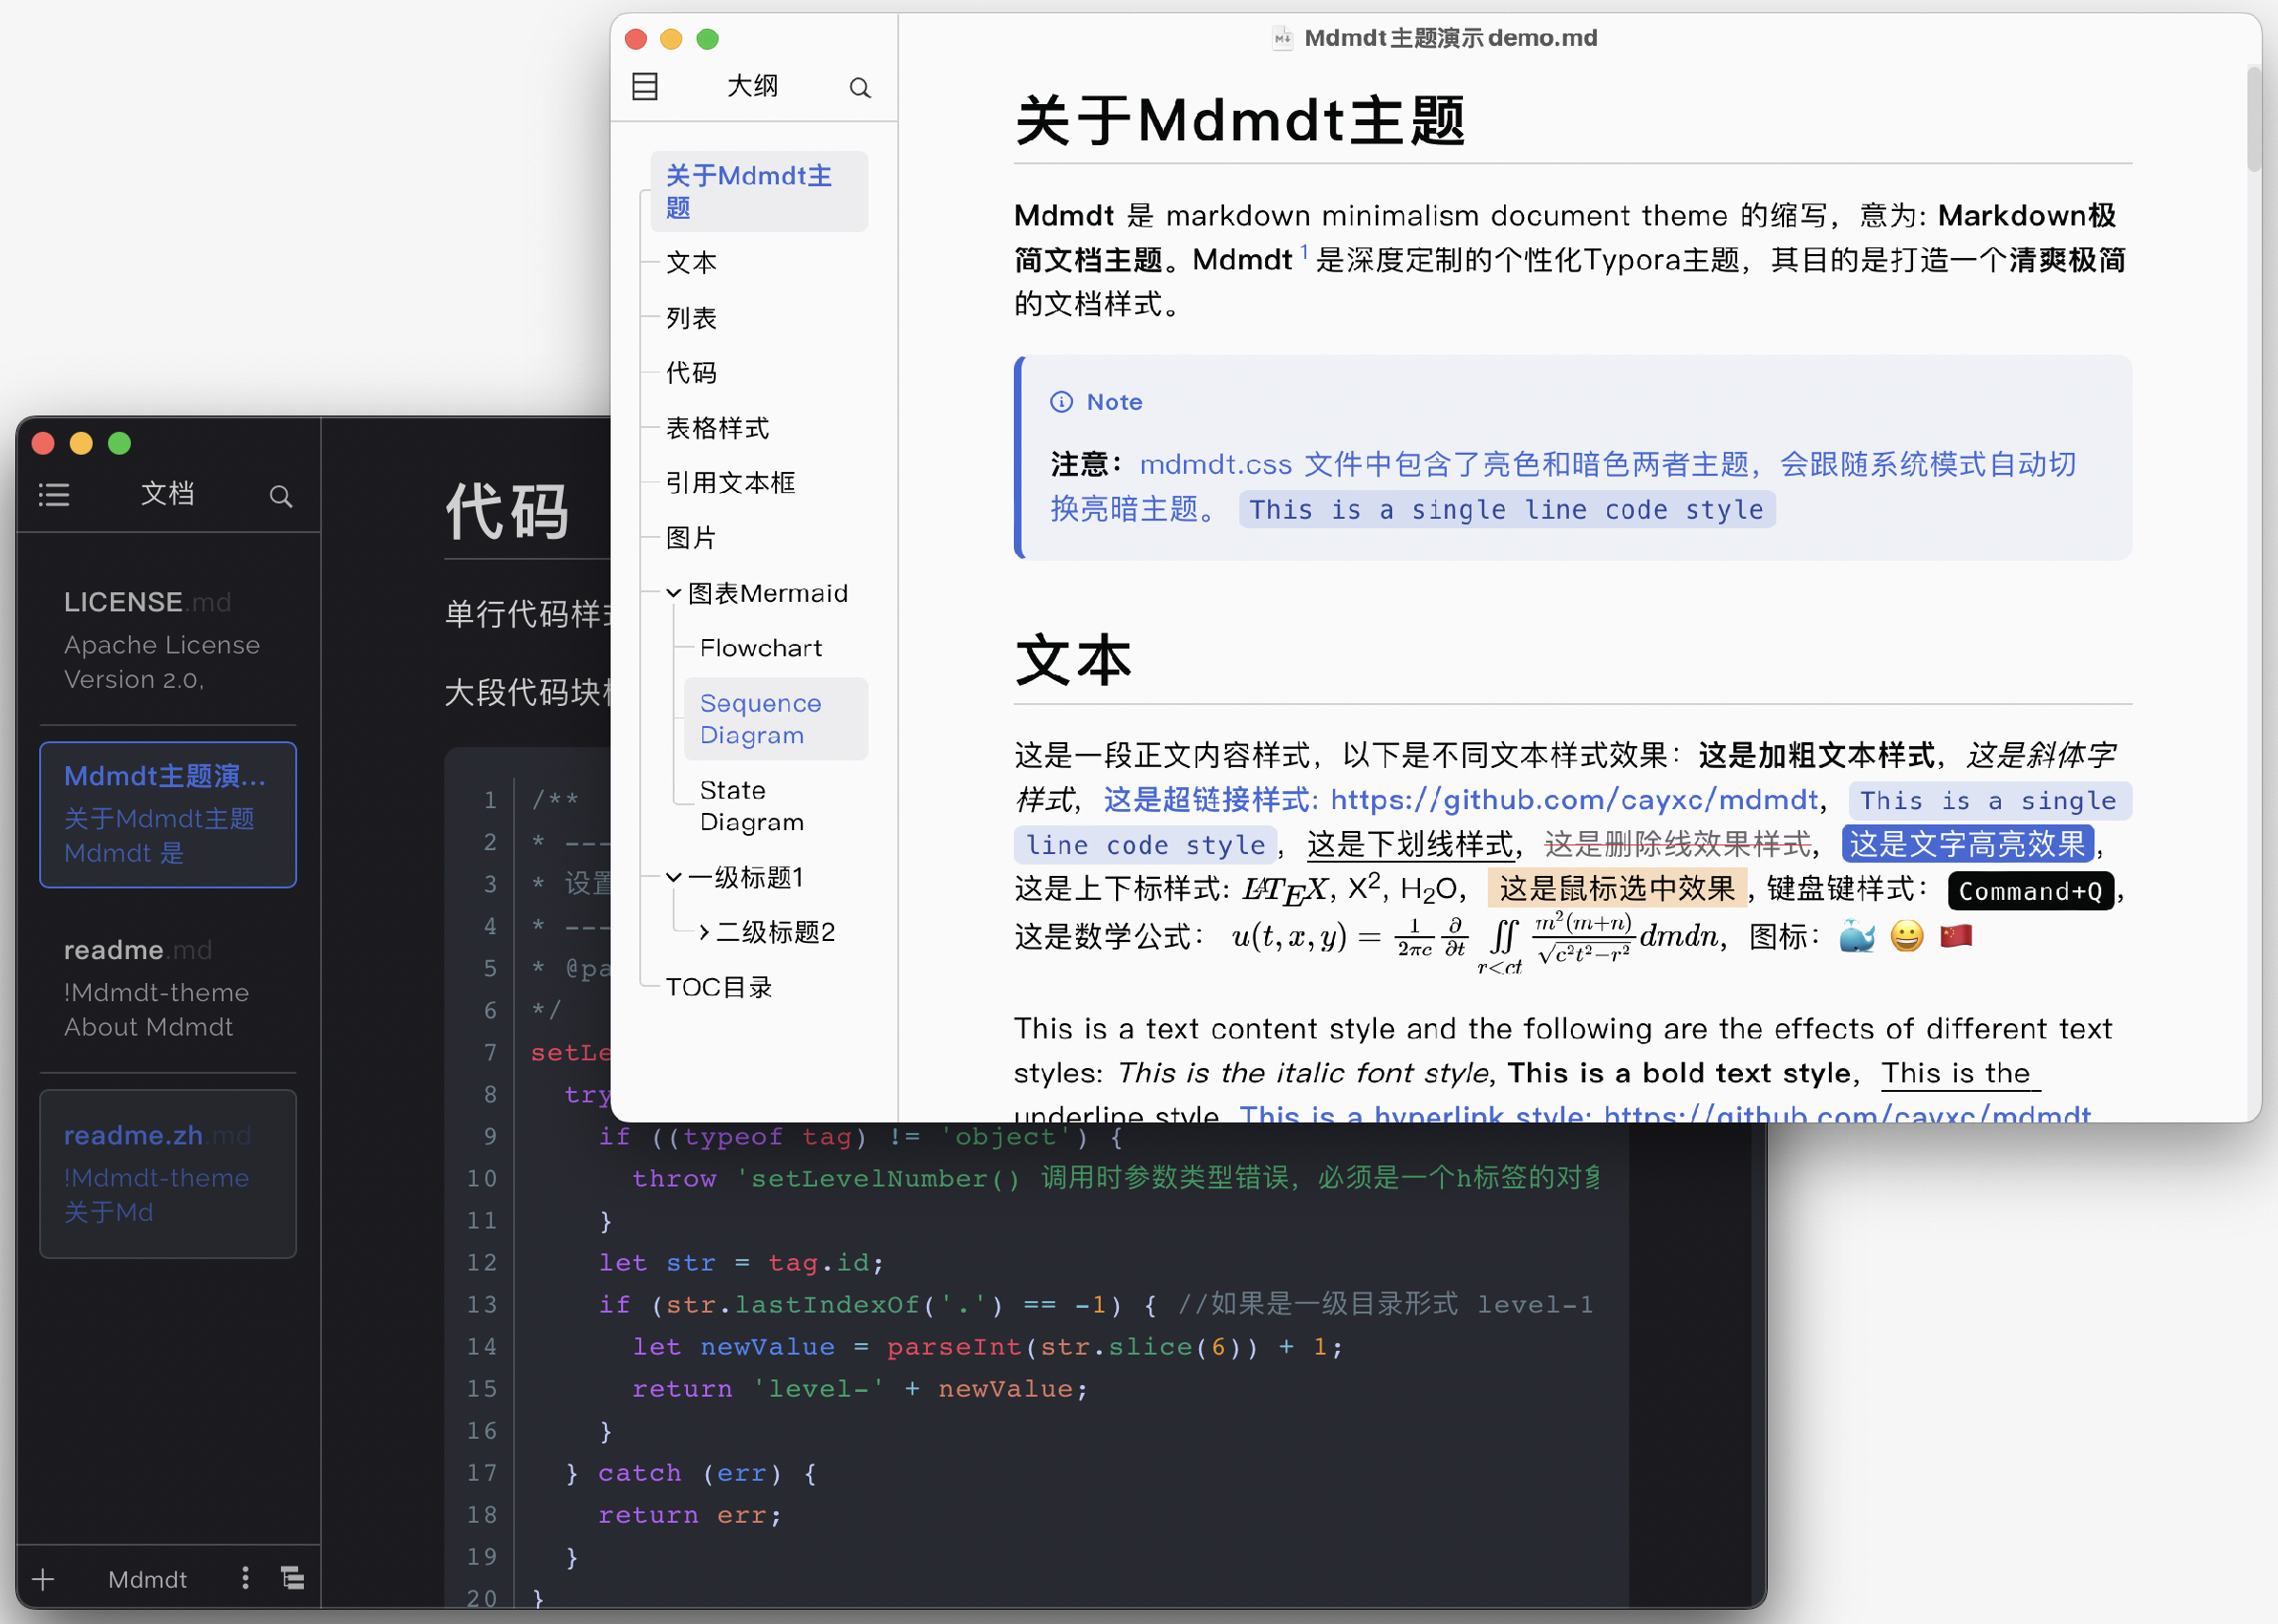 Mdmdt主题演示demo.md
大纲
关于Mdmdt主
题
文本
列表
代码
表格样式
引用文本框
图片
图表Mermaid
Flowchart
Sequence
Diagram
State
Diagram
一级标题1
二级标题2
TOC目录
关于Mdmdt主题
Mdmdt 是 markdown minimalism document theme 的缩写，意为: Markdown极
简文档主题。Mdmdt 1 是深度定制的个性化Typora主题，其目的是打造一个清爽极简
的文档样式。
Note
注意：mdmdt.css 文件中包含了亮色和暗色两者主题，会跟随系统模式自动切
换亮暗主题。 This is a single line code style
文本
这是一段正文内容样式，以下是不同文本样式效果：这是加粗文本样式，这是斜体字
样式，这是超链接样式: https://github.com/cayxc/mdmdt，This is a single
line code style，这是下划线样式，这是删除线效果样式，这是文字高亮效果，
这是上下标样式: LATEX, X², H₂O，这是鼠标选中效果, 键盘键样式：Command+Q，
这是数学公式： u(t, x, y) = \frac{1}{2πc} \frac{∂}{∂t} ∬_{r<ct} \frac{m²(m+n)}{\sqrt{c²t²−r²}} dmdn，图标：🐳 😀 🇨🇳
This is a text content style and the following are the effects of different text
styles: This is the italic font style, This is a bold text style, This is the
underline style, This is a hyperlink style: https://github.com/cayxc/mdmdt
文档
LICENSE.md
Apache License
Version 2.0,
Mdmdt主题演...
关于Mdmdt主题
Mdmdt 是
readme.md
!Mdmdt-theme
About Mdmdt
readme.zh.md
!Mdmdt-theme
关于Md
Mdmdt
代码
单行代码样
大段代码块
1 /**
2 * ---
3 * 设置
4 * ---
5 * @pa
6 */
7 setLe
8 try
9 if ((typeof tag) != 'object') {
10 throw 'setLevelNumber() 调用时参数类型错误，必须是一个h标签的对象
11 }
12 let str = tag.id;
13 if (str.lastIndexOf('.') == -1) { //如果是一级目录形式 level-1
14 let newValue = parseInt(str.slice(6)) + 1;
15 return 'level-' + newValue;
16 }
17 } catch (err) {
18 return err;
19 }
20 }